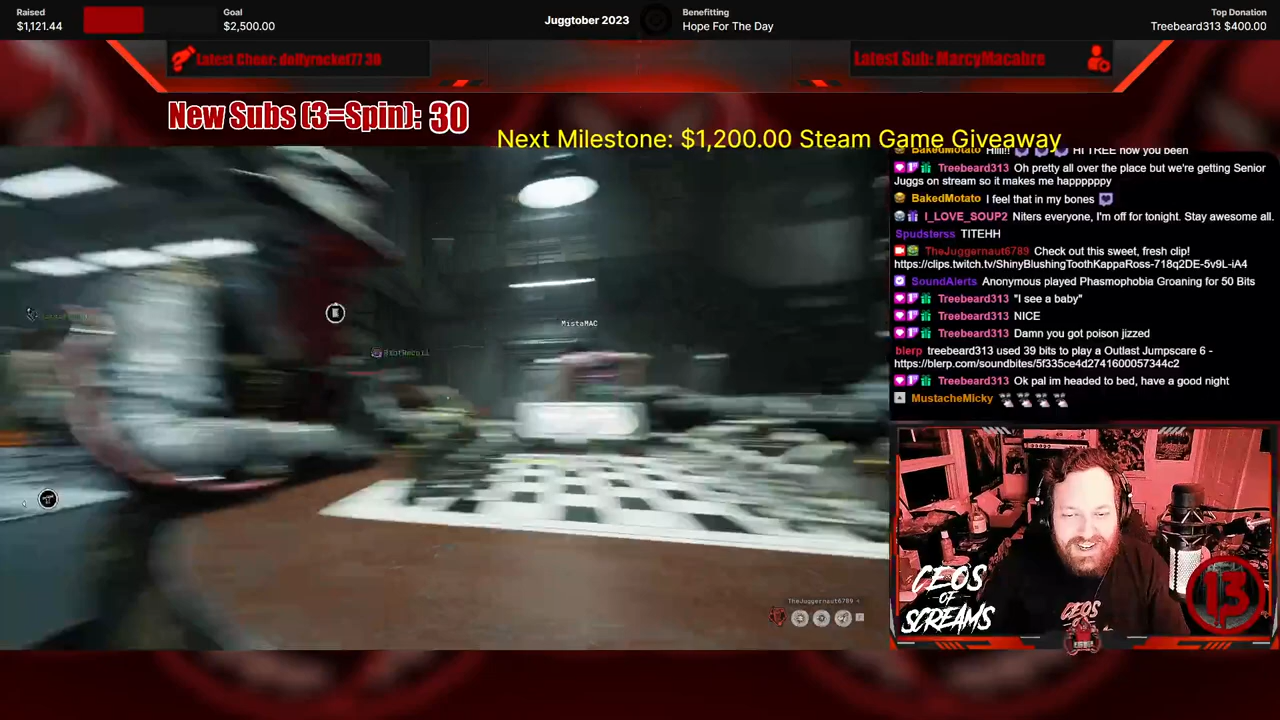 Raised
$1,121.44
Goal
$2,500.00
Juggtober 2023
Benefitting
Hope For The Day
Top Donation
Treebeard313 $400.00
Latest Cheer: dollyrocket77 30
Latest Sub: MarcyMacabre
New Subs (3=Spin): 30
Next Milestone: $1,200.00 Steam Game Giveaway
BakedMotato Hiiii!! HI TREE how you been
Treebeard313 Oh pretty all over the place but we're getting Senior
Juggs on stream so it makes me happpppppy
BakedMotato I feel that in my bones
I_LOVE_SOUP2 Niters everyone, I'm off for tonight. Stay awesome all.
Spudsterss TITEHH
TheJuggernaut6789 Check out this sweet, fresh clip!
https://clips.twitch.tv/ShinyBlushingToothKappaRoss-718q2DE-5v9L-iA4
SoundAlerts Anonymous played Phasmophobia Groaning for 50 Bits
Treebeard313 "I see a baby"
Treebeard313 NICE
Treebeard313 Damn you got poison jizzed
blerp treebeard313 used 39 bits to play a Outlast Jumpscare 6 -
https://blerp.com/soundbites/5f335ce4d2741600057344c2
Treebeard313 Ok pal im headed to bed, have a good night
MustacheMicky
MistaMAC
TheJuggernaut6789
CEOS
OF
SCREAMS
CEOS
13